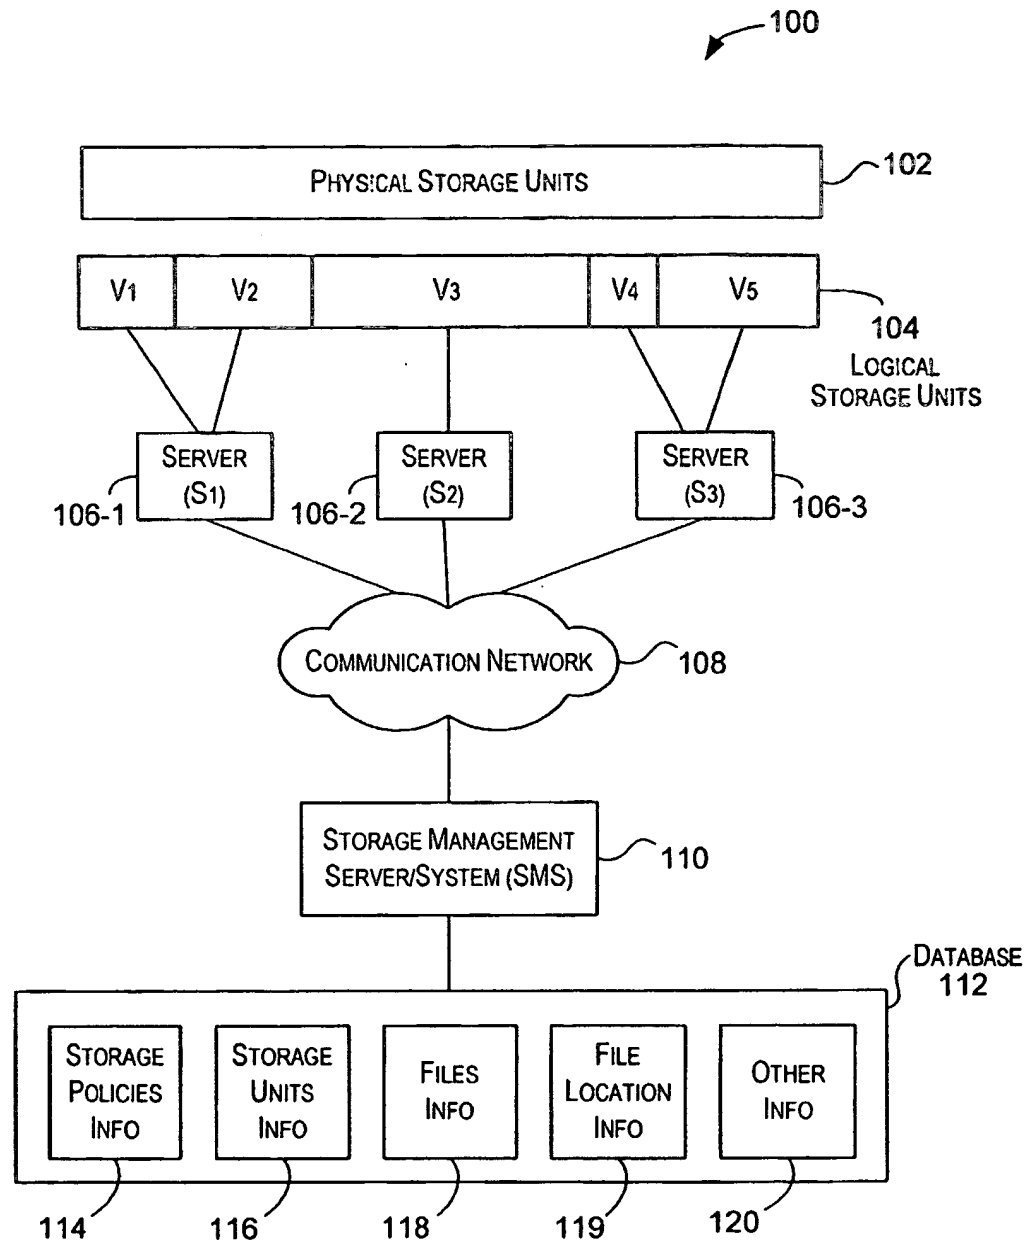 100
PHYSICAL STORAGE UNITS
102
V1 V2 V3 V4 V5
104
LOGICAL
STORAGE UNITS
SERVER
(S1)
106-1
SERVER
(S2)
106-2
SERVER
(S3)
106-3
COMMUNICATION NETWORK
108
STORAGE MANAGEMENT
SERVER/SYSTEM (SMS)
110
DATABASE
112
STORAGE
POLICIES
INFO
STORAGE
UNITS
INFO
FILES
INFO
FILE
LOCATION
INFO
OTHER
INFO
114
116
118
119
120